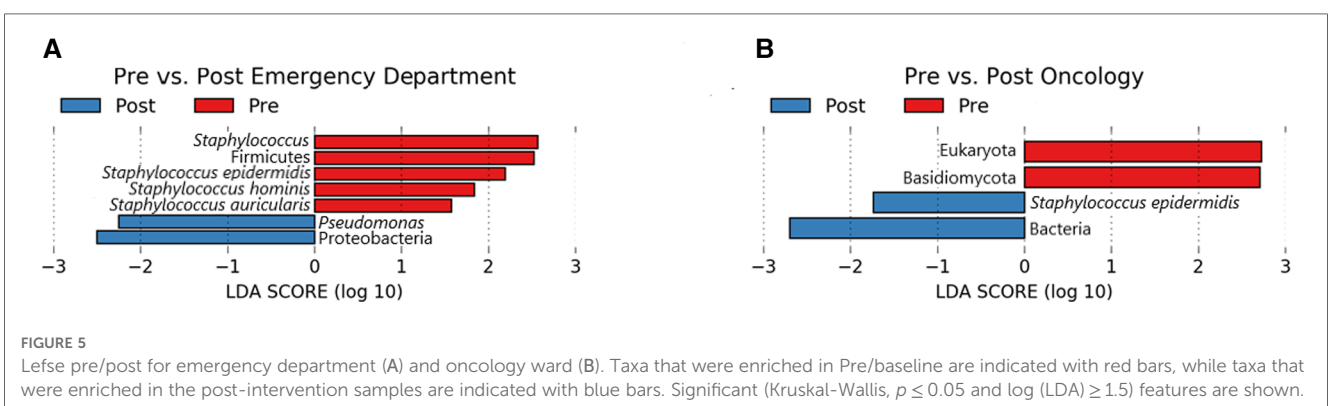 A
Pre vs. Post Emergency Department
Post Pre
Staphylococcus
Firmicutes
Staphylococcus epidermidis
Staphylococcus hominis
Staphylococcus auricularis
Pseudomonas
Proteobacteria
−3 −2 −1 0 1 2 3
LDA SCORE (log 10)
B
Pre vs. Post Oncology
Post Pre
Eukaryota
Basidiomycota
Staphylococcus epidermidis
Bacteria
−3 −2 −1 0 1 2 3
LDA SCORE (log 10)
FIGURE 5
Lefse pre/post for emergency department (A) and oncology ward (B). Taxa that were enriched in Pre/baseline are indicated with red bars, while taxa that
were enriched in the post-intervention samples are indicated with blue bars. Significant (Kruskal-Wallis, p ≤ 0.05 and log (LDA) ≥ 1.5) features are shown.